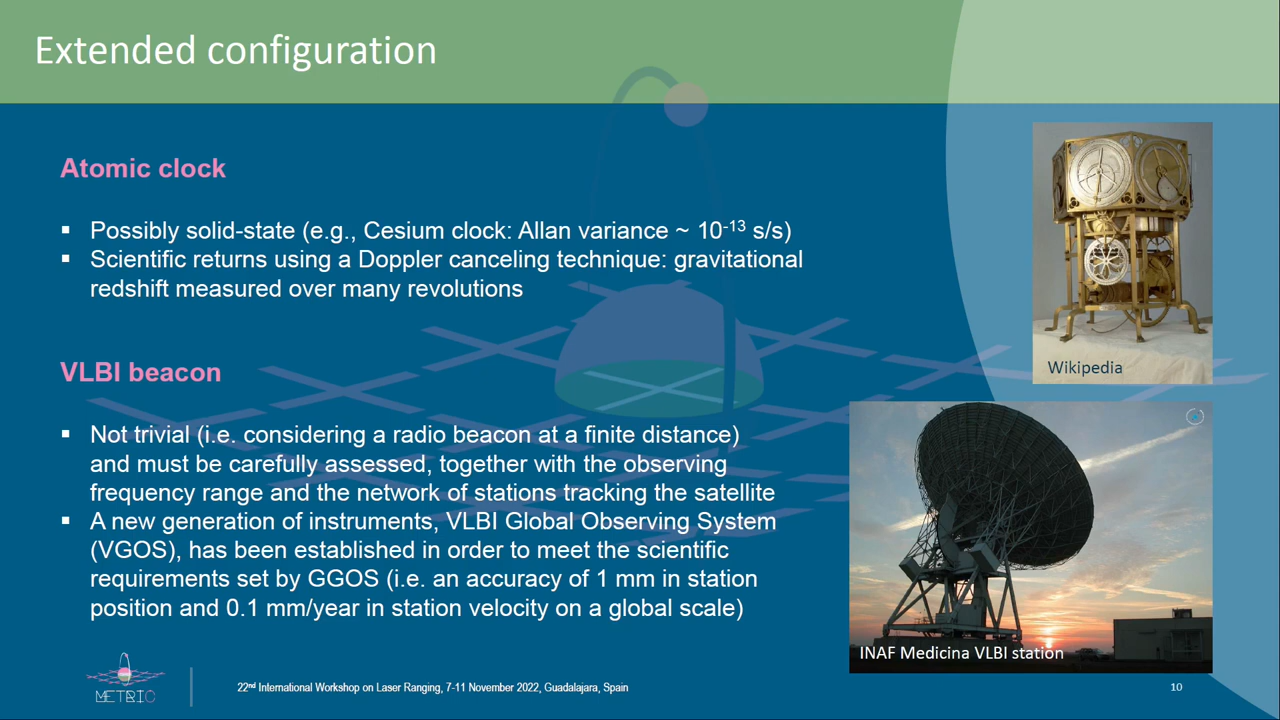 Extended configuration
Atomic clock
▪ Possibly solid-state (e.g., Cesium clock: Allan variance ~ 10⁻¹³ s/s)
▪ Scientific returns using a Doppler canceling technique: gravitational
redshift measured over many revolutions
Wikipedia
VLBI beacon
▪ Not trivial (i.e. considering a radio beacon at a finite distance)
and must be carefully assessed, together with the observing
frequency range and the network of stations tracking the satellite
▪ A new generation of instruments, VLBI Global Observing System
(VGOS), has been established in order to meet the scientific
requirements set by GGOS (i.e. an accuracy of 1 mm in station
position and 0.1 mm/year in station velocity on a global scale)
INAF Medicina VLBI station
METRIC
22nd International Workshop on Laser Ranging, 7-11 November 2022, Guadalajara, Spain
10